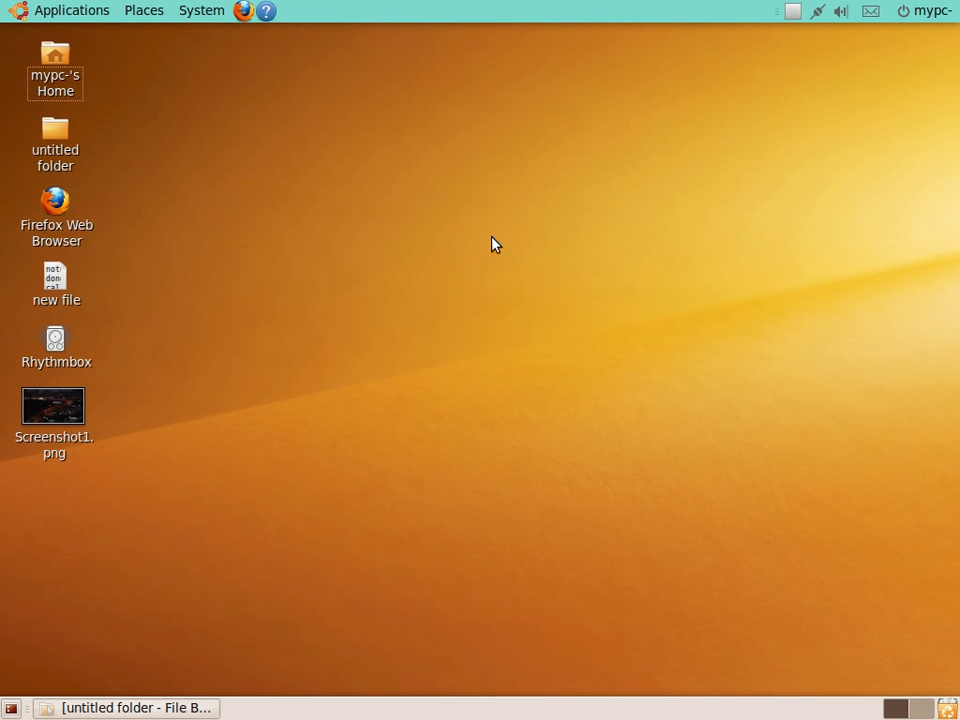 Applications Places System ? mypc-
mypc-'s
Home
untitled
folder
Firefox Web
Browser
new file
Rhythmbox
Screenshot1.
png
[untitled folder - File B...